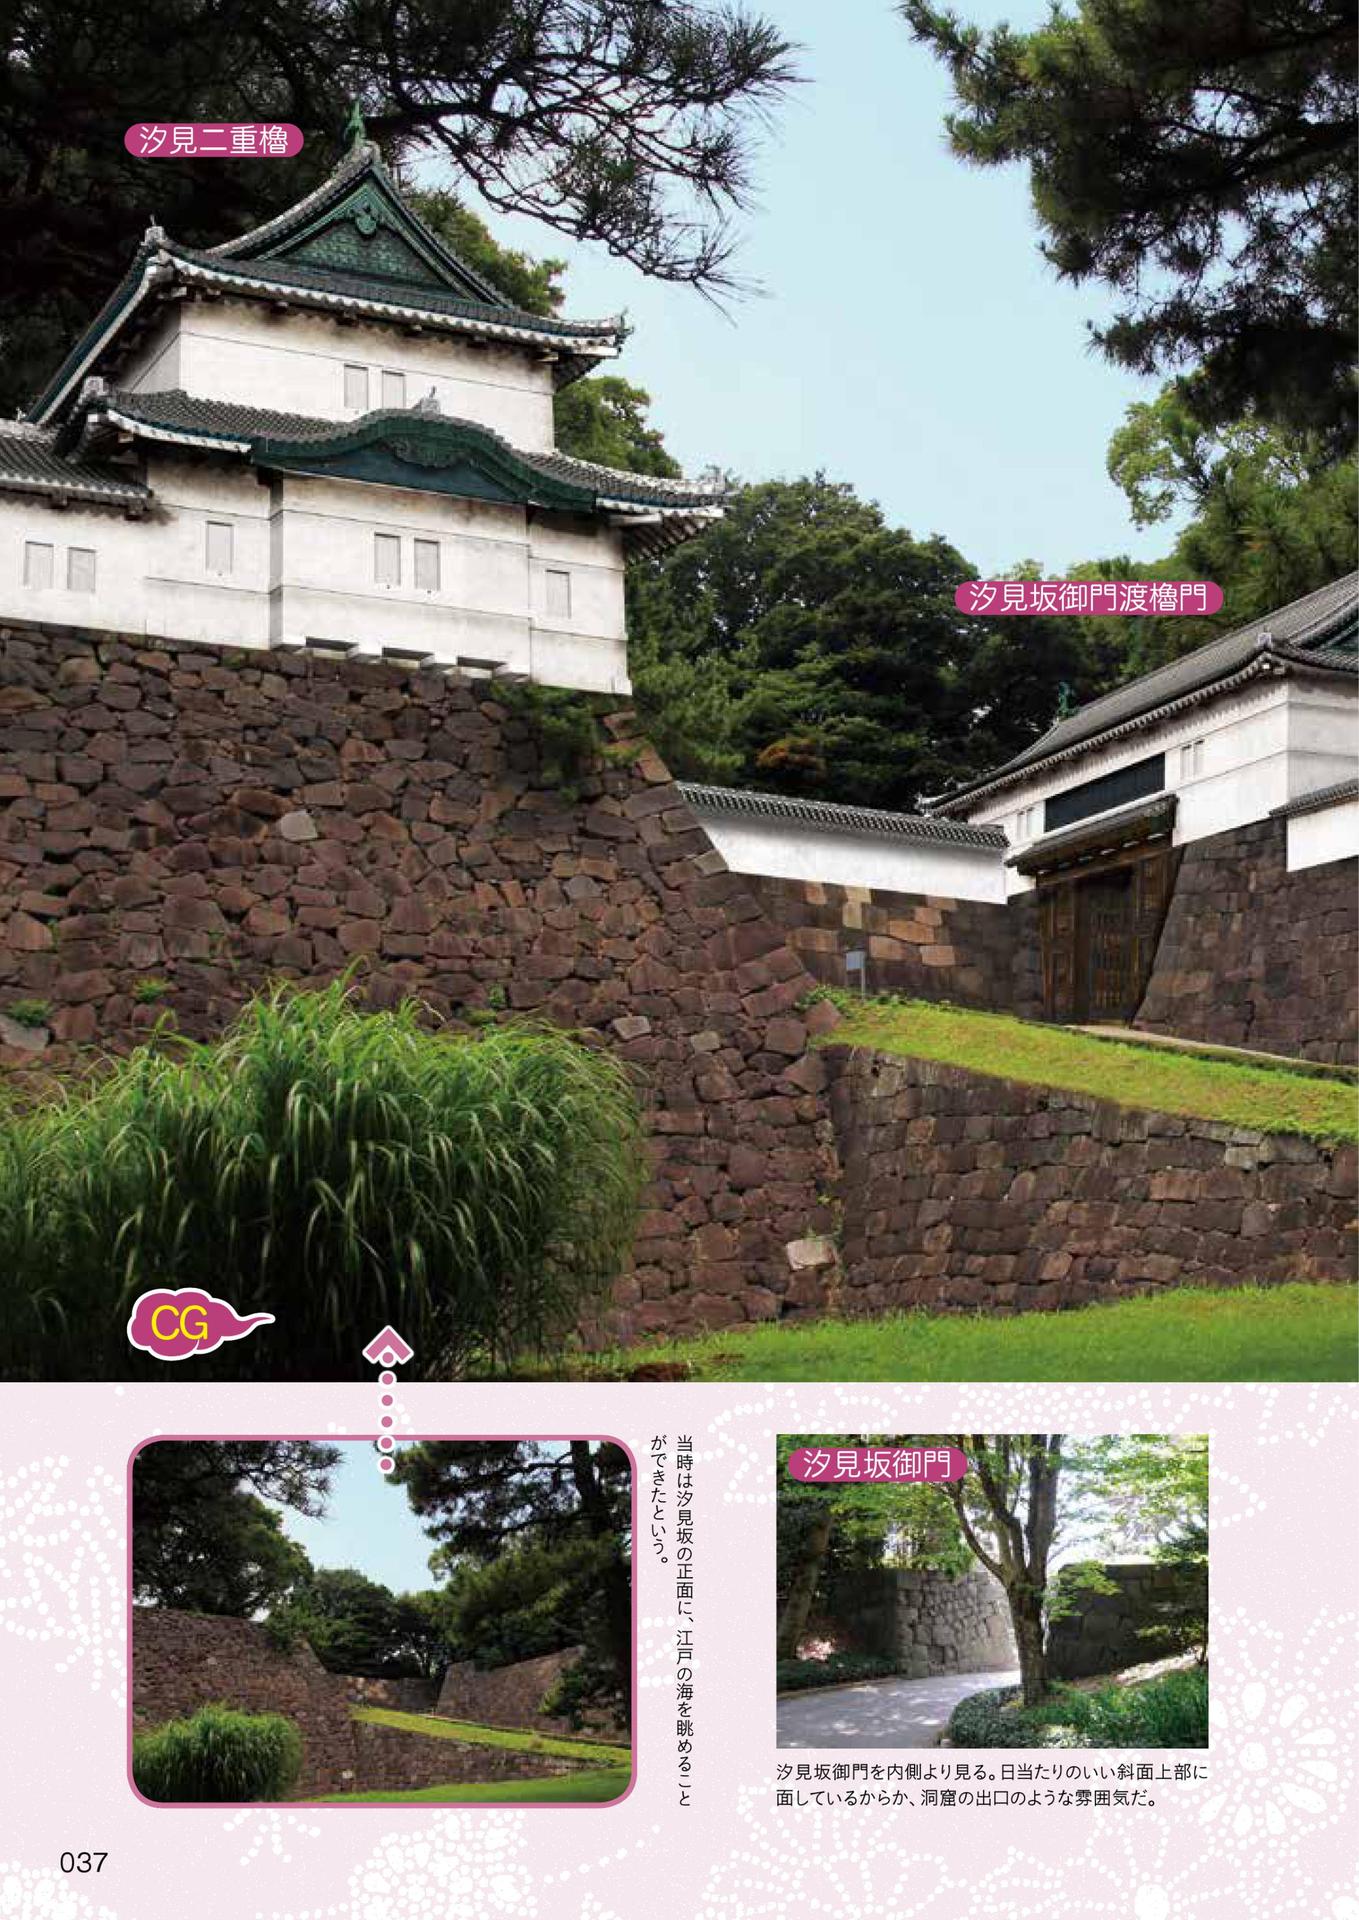 汐見二重櫓
汐見坂御門渡櫓門
CG
当時は汐見坂の正面に、江戸の海を眺めること
ができたという。
汐見坂御門
汐見坂御門を内側より見る。日当たりのいい斜面上部に
面しているからか、洞窟の出口のような雰囲気だ。
037